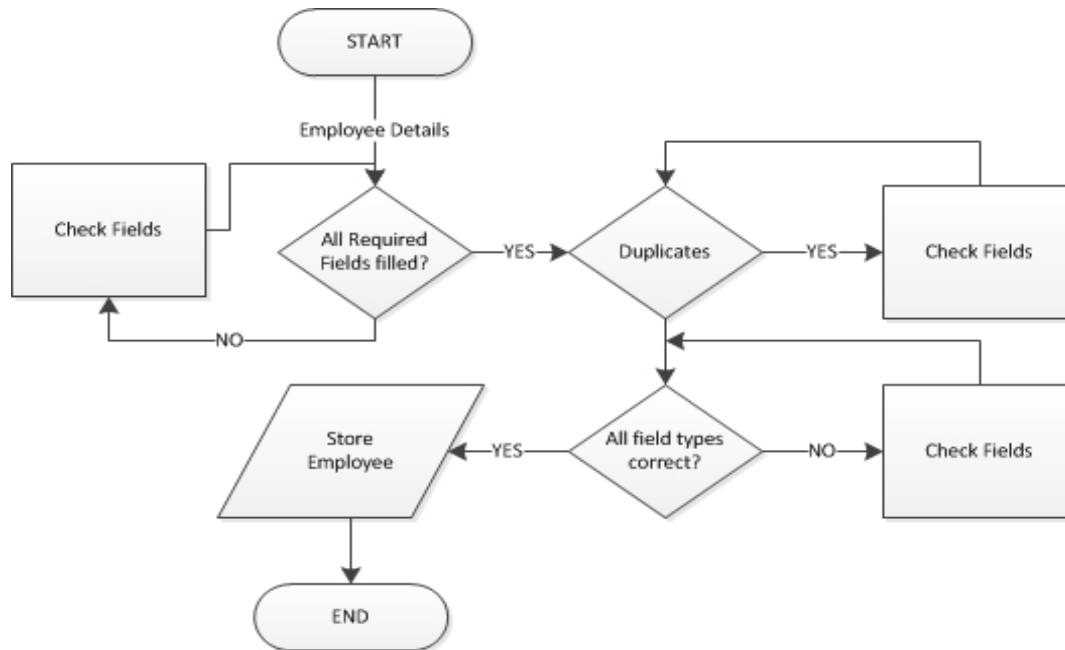 START
Employee Details
Check Fields
All Required
Fields filled?
YES
Duplicates
YES
Check Fields
NO
Store
Employee
YES
All field types
correct?
NO
Check Fields
END